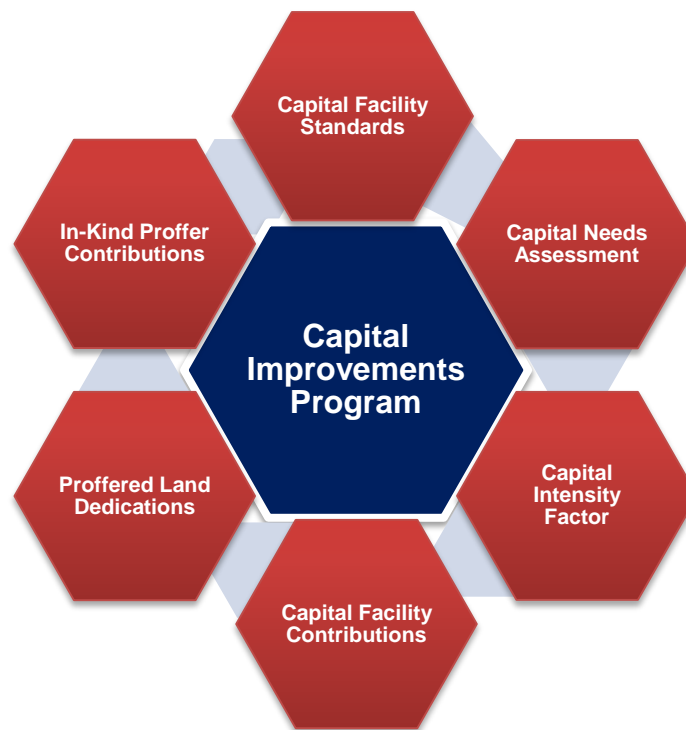 Capital Facility
Standards
In-Kind Proffer
Contributions
Capital Needs
Assessment
Capital
Improvements
Program
Proffered Land
Dedications
Capital
Intensity
Factor
Capital Facility
Contributions